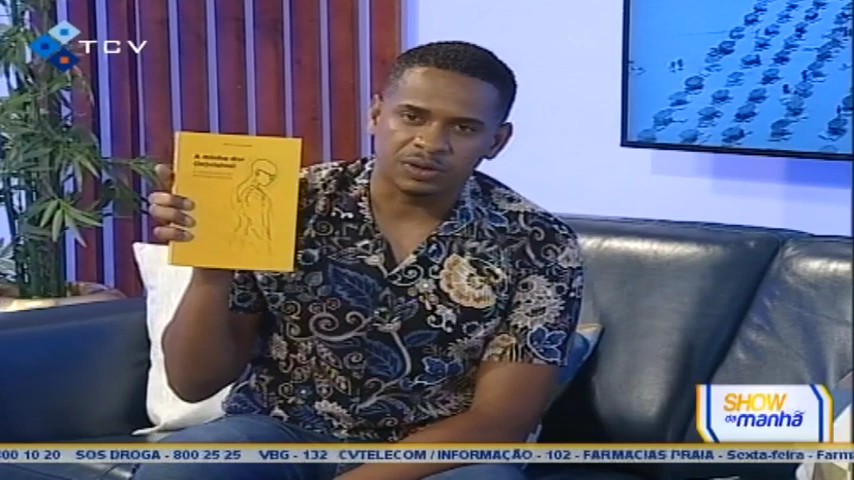 TCV
A minha dor
SHOW
da manhã
800 10 20 SOS DROGA - 800 25 25 VBG - 132 CVTELECOM / INFORMAÇÃO - 102 - FARMACIAS PRAIA - Sexta-feira - Farma